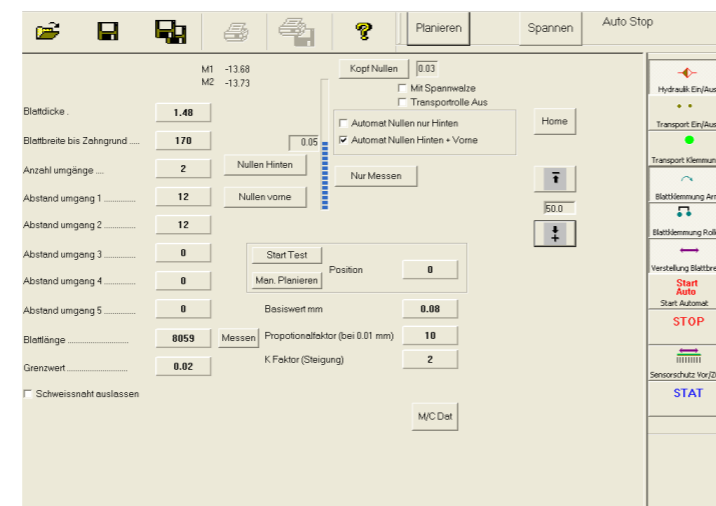 Planieren
Spannen
Auto Stop
M1 -13.68
M2 -13.73
Kopf Nullen 0.03
Mit Spannwalze
Transportrolle Aus
Blattdicke . 1.48
Automat Nullen nur Hinten
Home
Blattbreite bis Zahngrund ..... 170
0.05
Automat Nullen Hinten + Vorne
Anzahl umgänge .... 2
Nullen Hinten
Nur Messen
Abstand umgang 1 .............. 12
Nullen vorne
50.0
Abstand umgang 2 .............. 12
Abstand umgang 3 .............. 0
Start Test
Position 0
Abstand umgang 4 .............. 0
Man. Planieren
Abstand umgang 5 .............. 0
Basiswert mm 0.08
Blattlänge ........................... 8059
Messen
Propotionalfaktor (bei 0.01 mm) 10
Grenzwert ........................... 0.02
K Faktor (Steigung) 2
Schweissnaht auslassen
M/C Dat
Hydraulik Ein/Aus
Transport Ein/Aus
Transport Klemmun
Blattklemmung Arr
Blattklemmung Roll
Verstellung Blattbre
Start
Auto
Start Automat
STOP
Sensorschutz Vor/Z
STAT